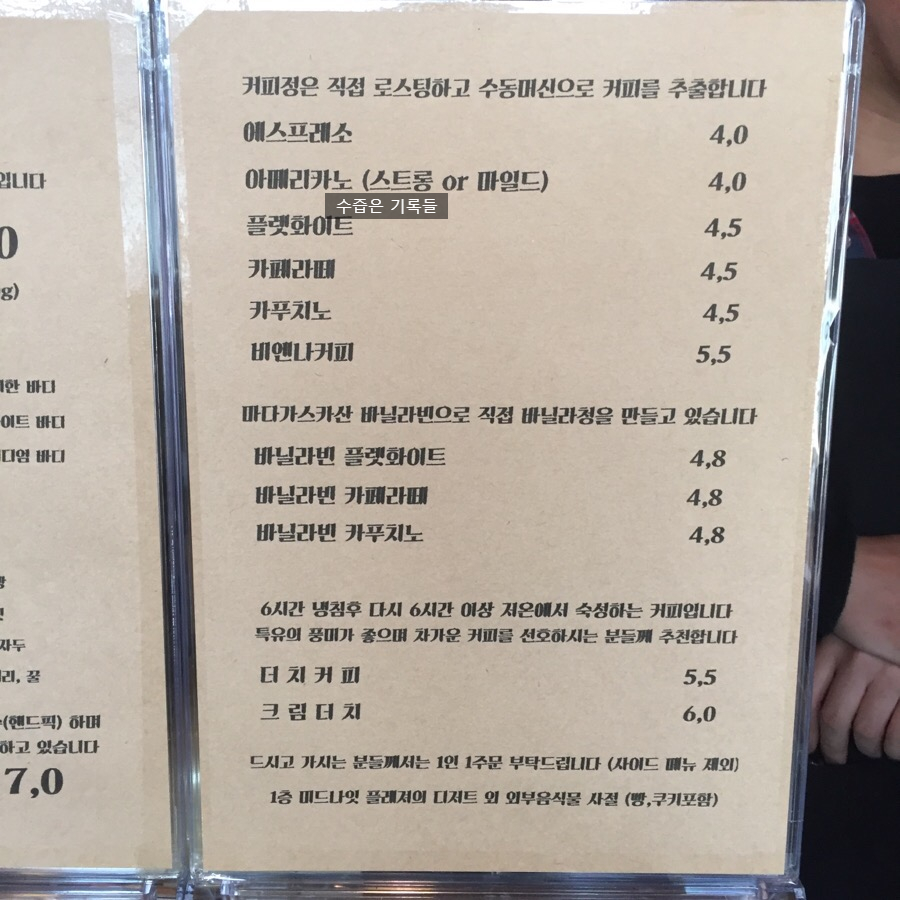 입니다
0
g)
한 바디
이트 바디
디엄 바디
자두
리, 꿀
(핸드픽) 하며
하고 있습니다
7,0
커피정은 직접 로스팅하고 수동머신으로 커피를 추출합니다
에스프레소 4,0
아메리카노 (스트롱 or 마일드) 4,0
수줍은 기록들
플랫화이트 4,5
카페라떼 4,5
카푸치노 4,5
비엔나커피 5,5
마다가스카산 바닐라빈으로 직접 바닐라청을 만들고 있습니다
바닐라빈 플랫화이트 4,8
바닐라빈 카페라떼 4,8
바닐라빈 카푸치노 4,8
6시간 냉침후 다시 6시간 이상 저온에서 숙성하는 커피입니다
특유의 풍미가 좋으며 차가운 커피를 선호하시는 분들께 추천합니다
더 치 커 피 5,5
크 림 더 치 6,0
드시고 가시는 분들께서는 1인 1주문 부탁드립니다 (사이드 메뉴 제외)
1층 미드나잇 플레져의 디저트 외 외부음식물 사절 (빵,쿠키포함)